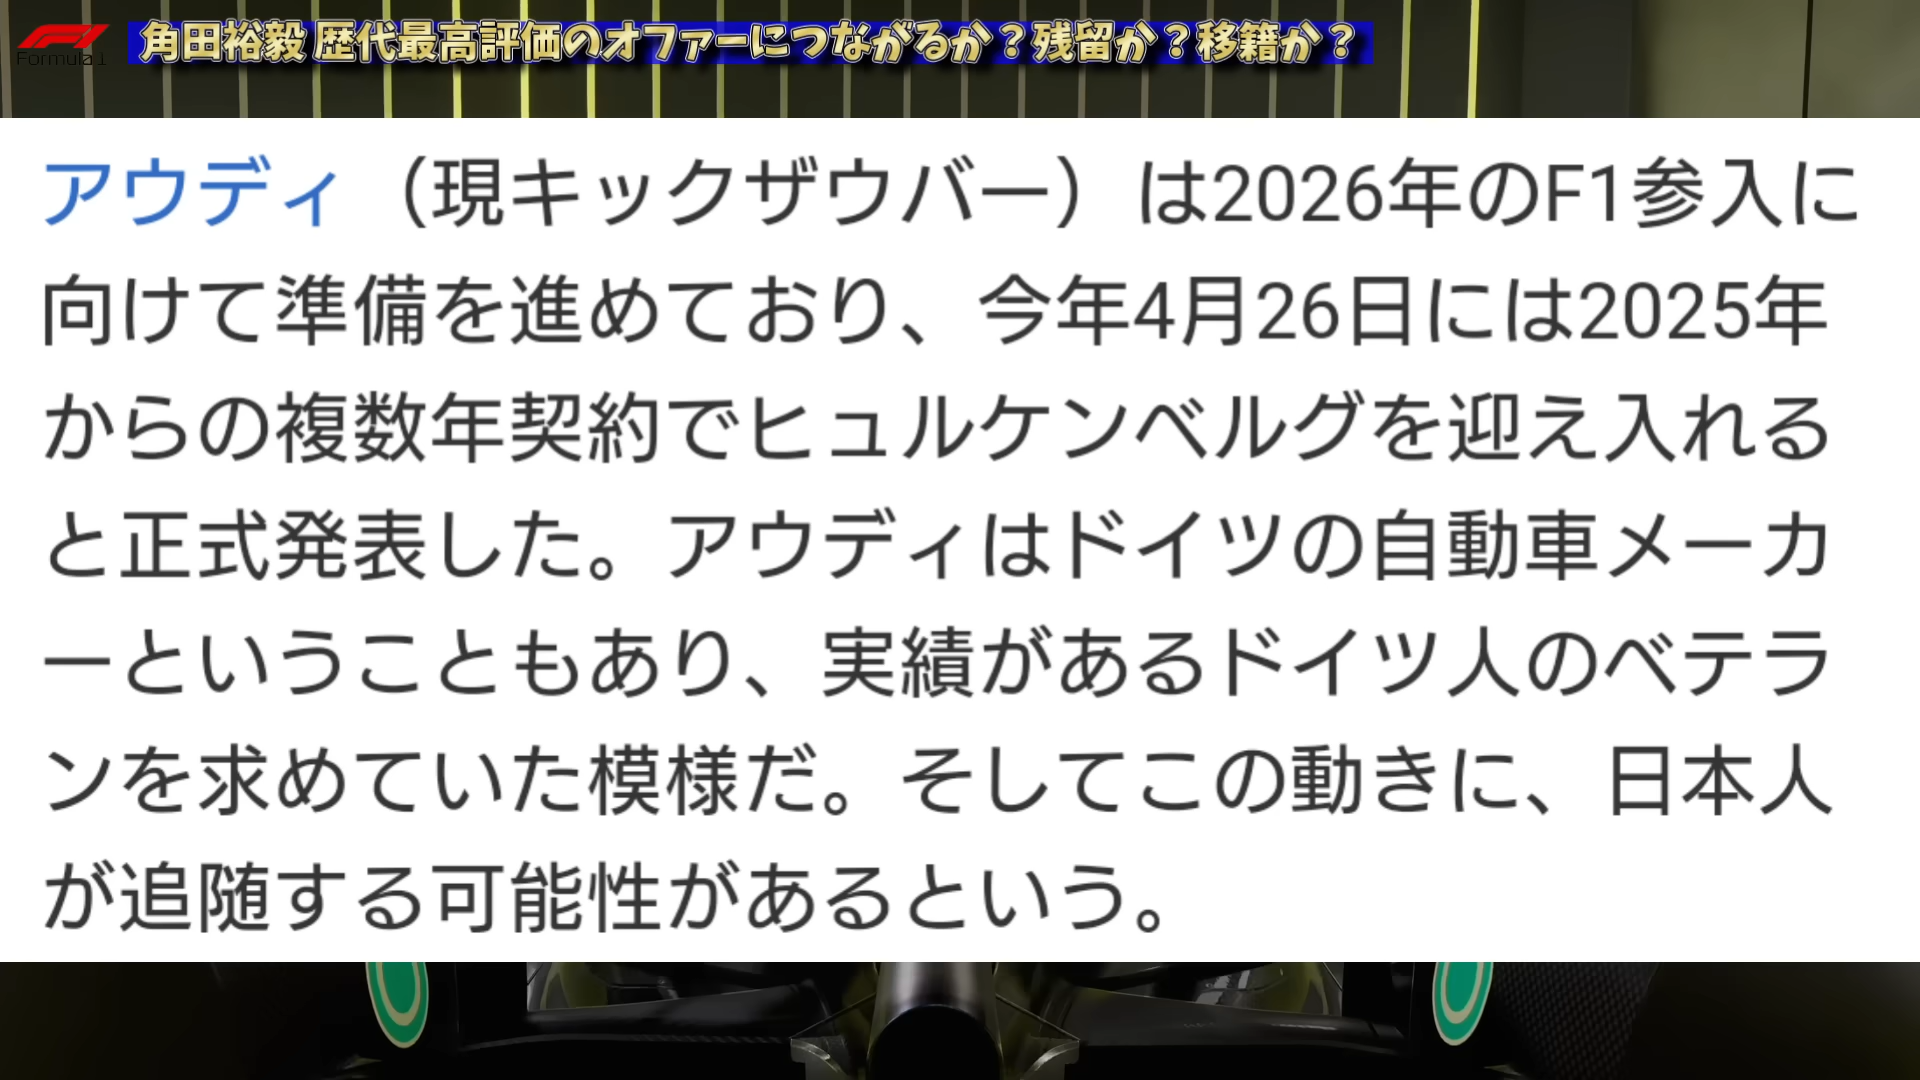 角田裕毅 歴代最高評価のオファーにつながるか？残留か？移籍か？
Formula 1
アウディ（現キックザウバー）は2026年のF1参入に
向けて準備を進めており、今年4月26日には2025年
からの複数年契約でヒュルケンベルグを迎え入れる
と正式発表した。アウディはドイツの自動車メーカ
ーということもあり、実績があるドイツ人のベテラ
ンを求めていた模様だ。そしてこの動きに、日本人
が追随する可能性があるという。